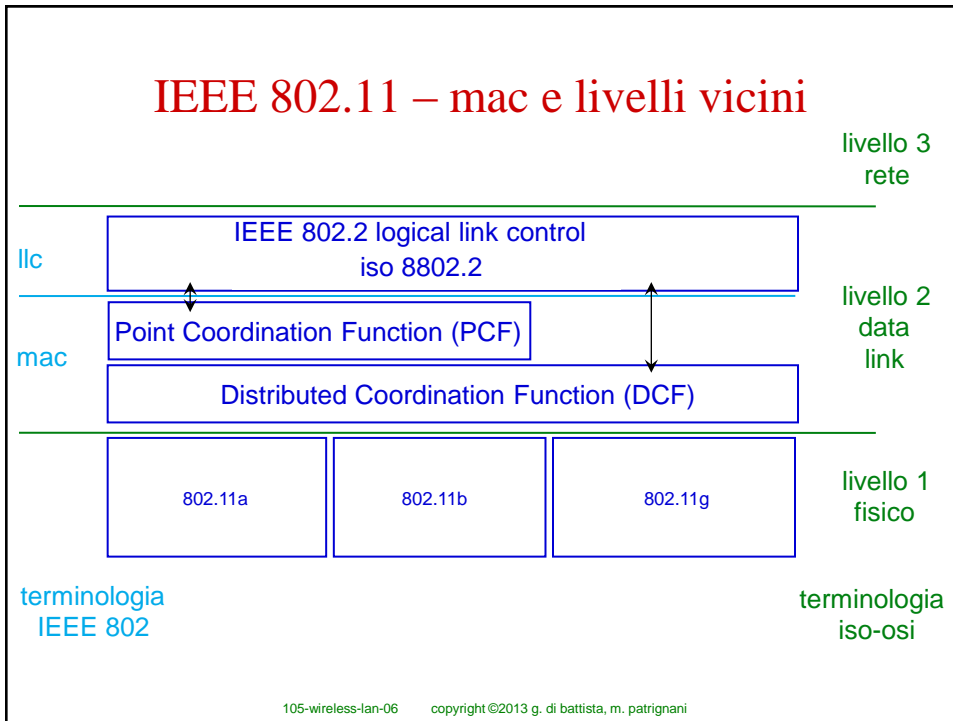 IEEE 802.11 – mac e livelli vicini
livello 3
rete
llc
IEEE 802.2 logical link control
iso 8802.2
livello 2
data
link
mac
Point Coordination Function (PCF)
Distributed Coordination Function (DCF)
802.11a
802.11b
802.11g
livello 1
fisico
terminologia
IEEE 802
terminologia
iso-osi
105-wireless-lan-06 copyright ©2013 g. di battista, m. patrignani